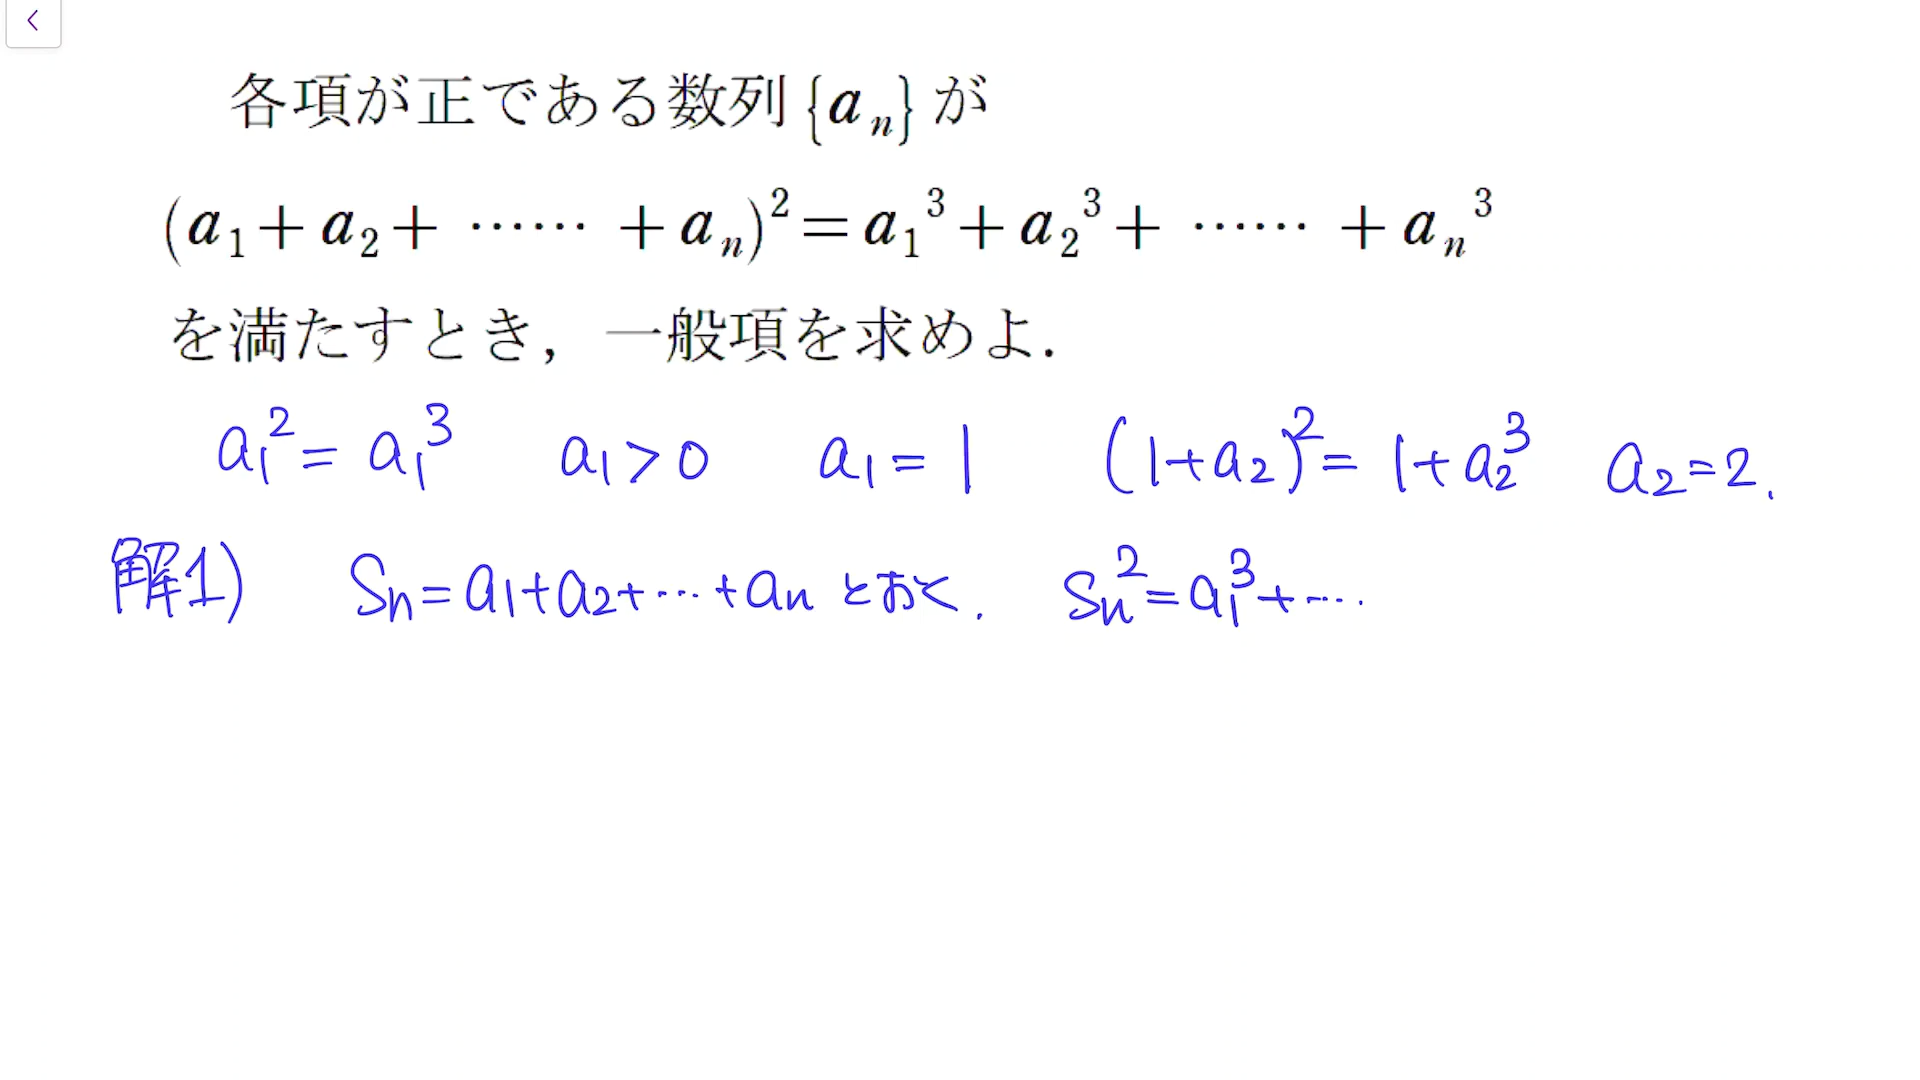 各項が正である数列 {aₙ} が
(a₁+a₂+ …… +aₙ)²=a₁³+a₂³+ …… +aₙ³
を満たすとき，一般項を求めよ．
a₁²=a₁³ a₁>0 a₁=1 (1+a₂)²=1+a₂³ a₂=2.
解1) Sₙ=a₁+a₂+…+aₙ とおく. Sₙ²=a₁³+….